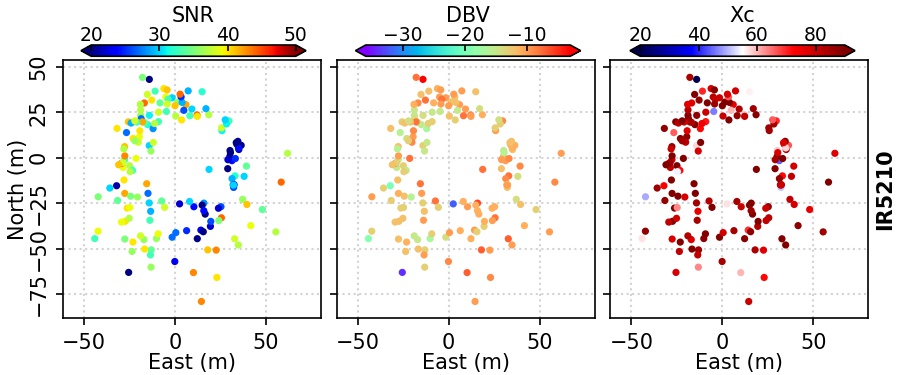 SNR DBV Xc
20 30 40 50 −30 −20 −10 20 40 60 80
50
25
0
−25
−50
−75
North (m)
IR5210
−50 0 50 −50 0 50 −50 0 50
East (m) East (m) East (m)